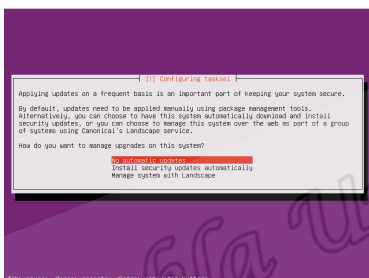 [!] Configuring tasksel
Applying updates on a frequent basis is an important part of keeping your system secure.
By default, updates need to be applied manually using package management tools.
Alternatively, you can choose to have this system automatically download and install
security updates, or you can choose to manage this system over the web as part of a group
of systems using Canonical's Landscape service.
How do you want to manage upgrades on this system?
No automatic updates
Install security updates automatically
Manage system with Landscape